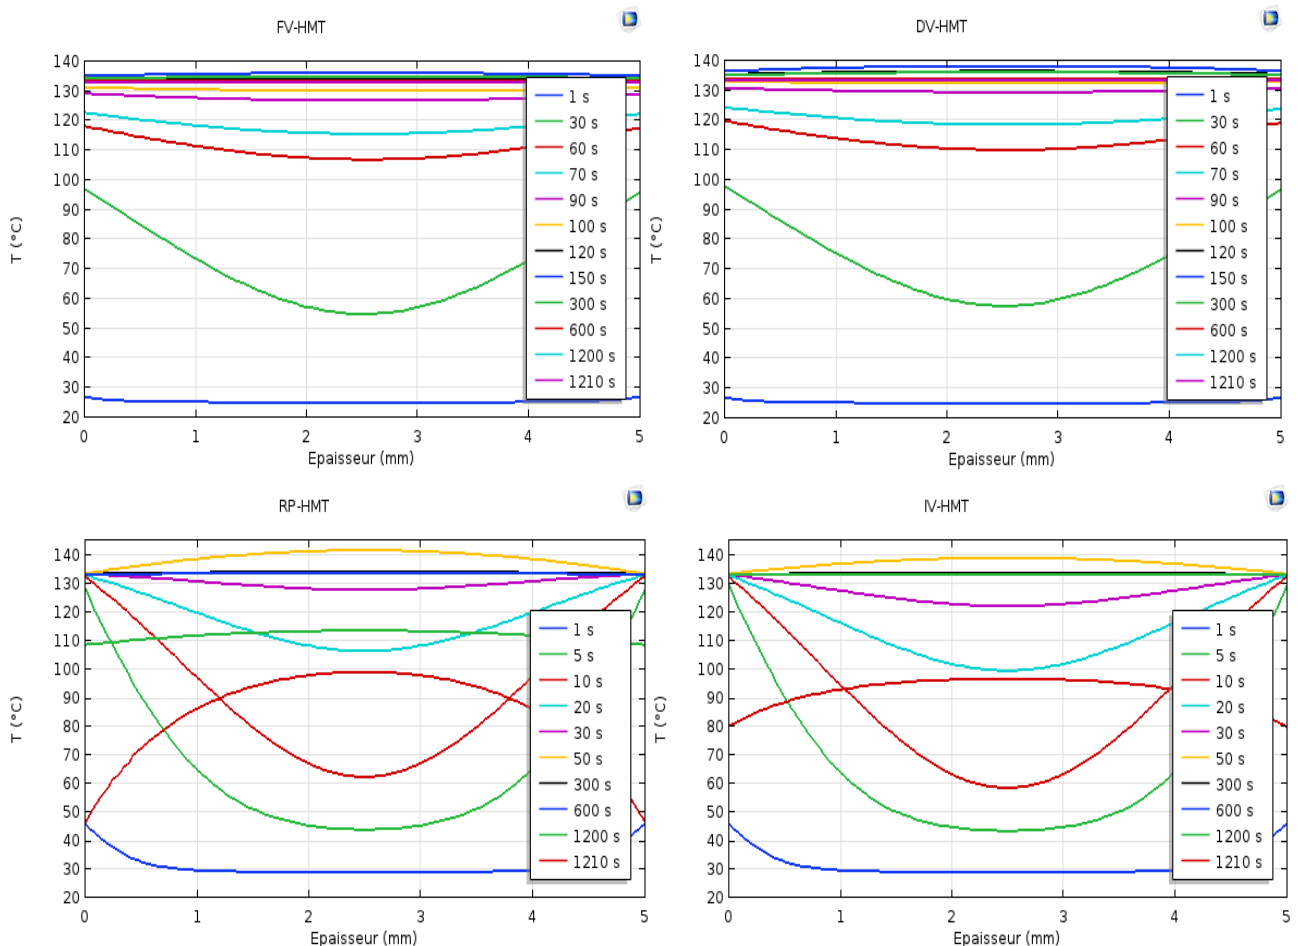 FV-HMT
DV-HMT
140
130
120
110
100
90
80
70
60
50
40
30
20
T (°C)
0 1 2 3 4 5
Epaisseur (mm)
1 s
30 s
60 s
70 s
90 s
100 s
120 s
150 s
300 s
600 s
1200 s
1210 s
140
130
120
110
100
90
80
70
60
50
40
30
20
T (°C)
0 1 2 3 4 5
Epaisseur (mm)
1 s
30 s
60 s
70 s
90 s
100 s
120 s
150 s
300 s
600 s
1200 s
1210 s
RP-HMT
IV-HMT
140
130
120
110
100
90
80
70
60
50
40
30
20
T (°C)
0 1 2 3 4 5
Epaisseur (mm)
1 s
5 s
10 s
20 s
30 s
50 s
300 s
600 s
1200 s
1210 s
140
130
120
110
100
90
80
70
60
50
40
30
20
T (°C)
0 1 2 3 4 5
Epaisseur (mm)
1 s
5 s
10 s
20 s
30 s
50 s
300 s
600 s
1200 s
1210 s